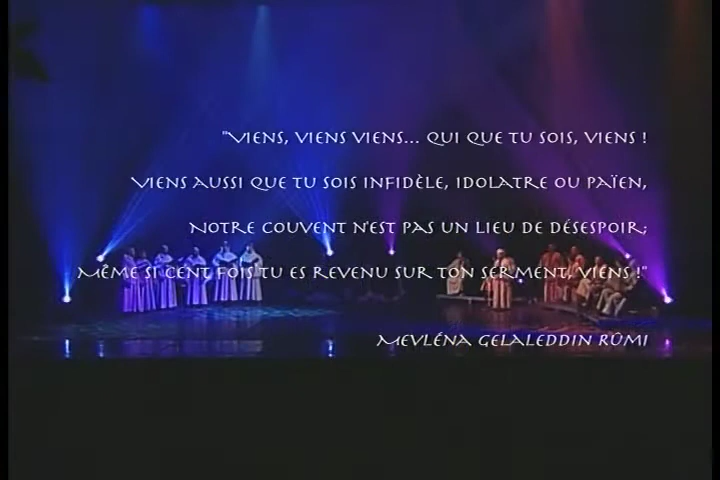 "Viens, viens viens... qui que tu sois, viens !
Viens aussi que tu sois infidèle, idolatre ou païen,
Notre couvent n'est pas un lieu de désespoir;
Même si cent fois tu es revenu sur ton serment, viens !"
Mevléna Gelaleddin Rûmi